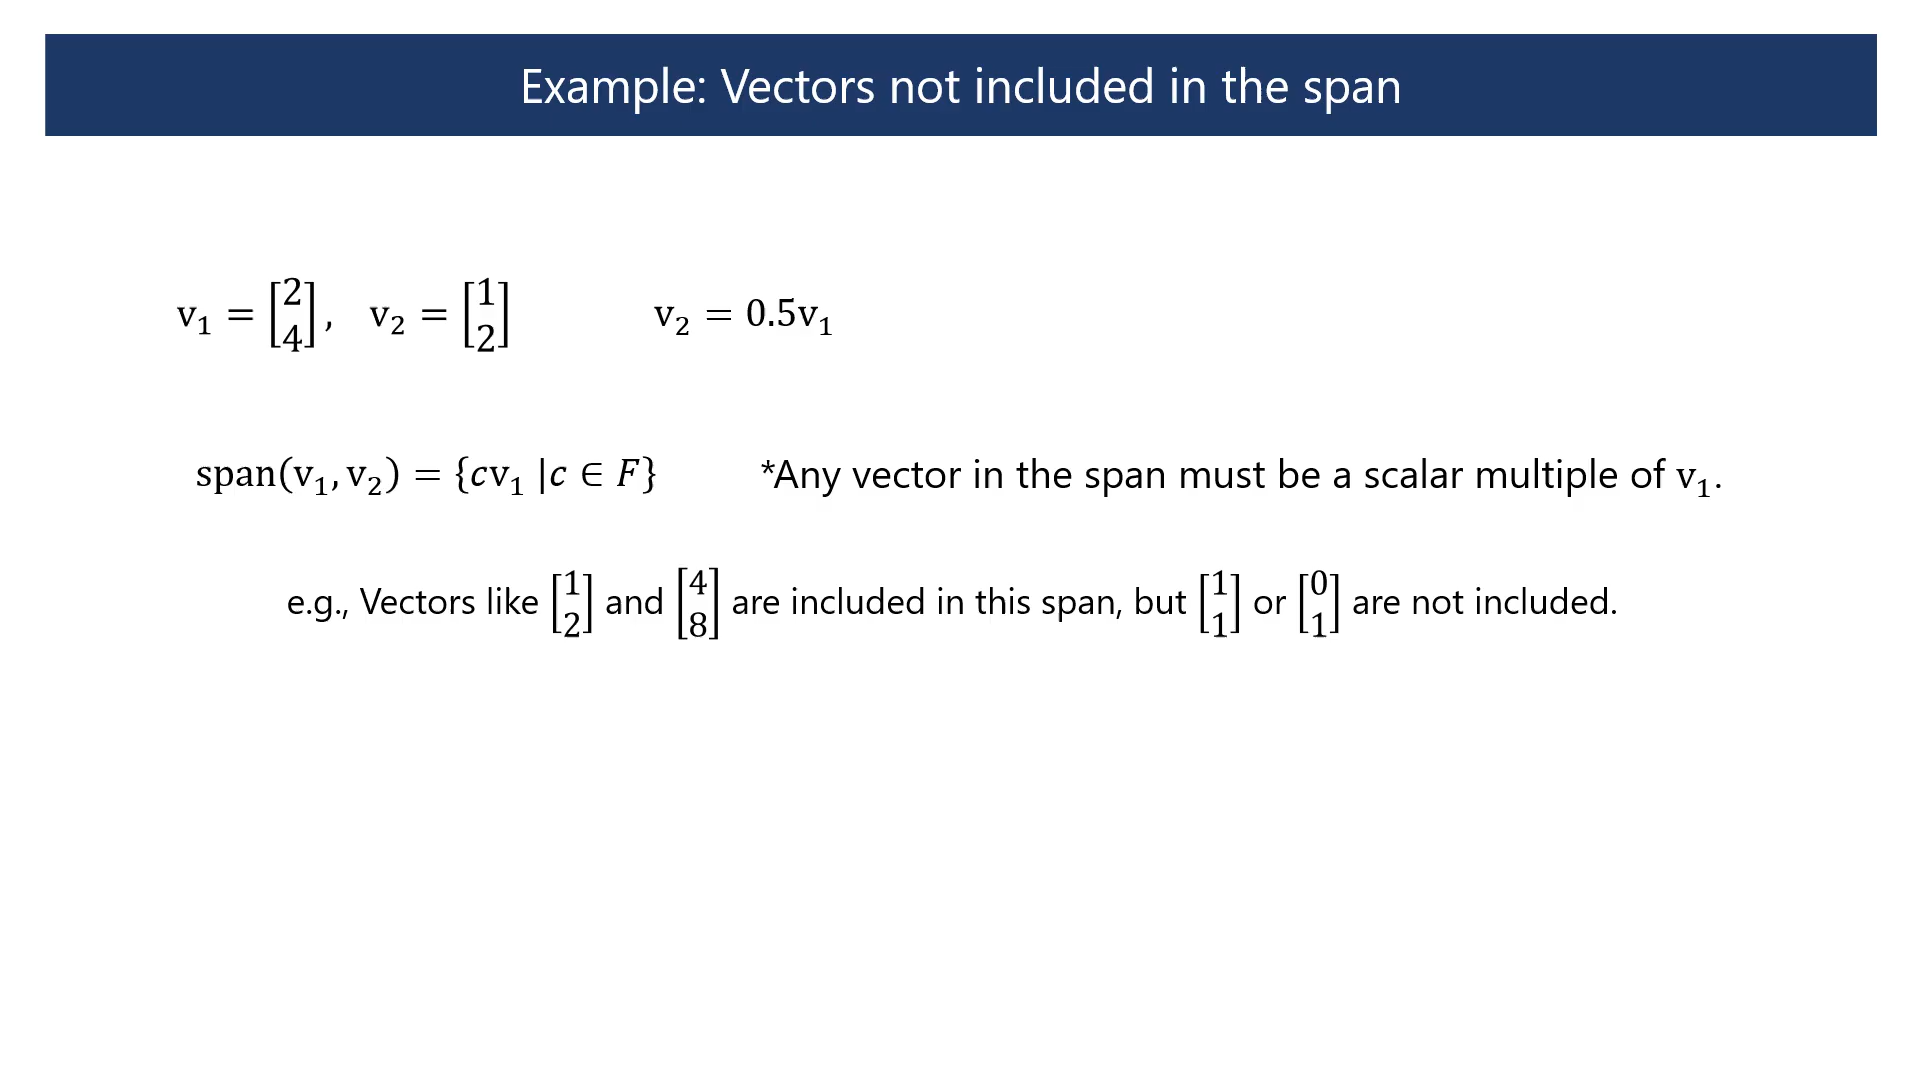 Example: Vectors not included in the span
v₁ = [2 4], v₂ = [1 2] v₂ = 0.5v₁
span(v₁, v₂) = {cv₁ |c ∈ F} *Any vector in the span must be a scalar multiple of v₁.
e.g., Vectors like [1 2] and [4 8] are included in this span, but [1 1] or [0 1] are not included.